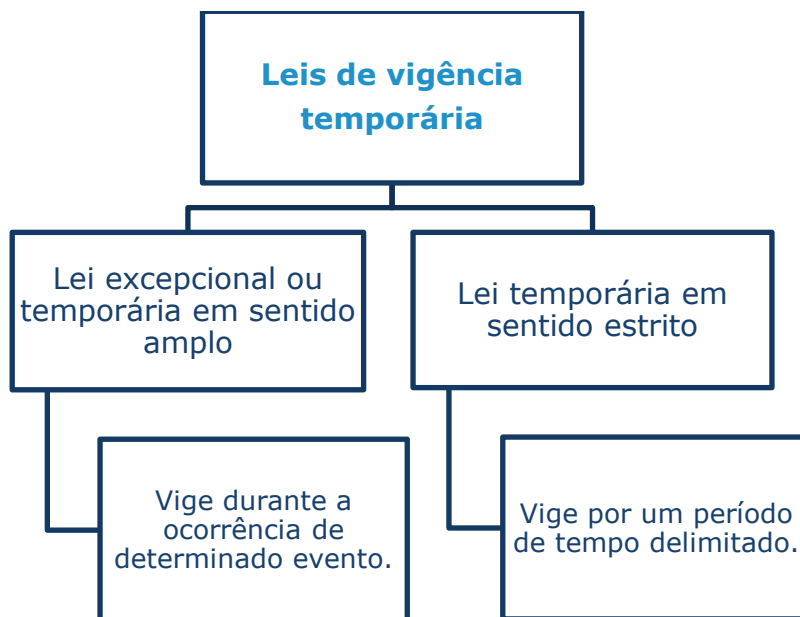 Leis de vigência
temporária
Lei excepcional ou
temporária em sentido
amplo
Lei temporária em
sentido estrito
Vige durante a
ocorrência de
determinado evento.
Vige por um período
de tempo delimitado.